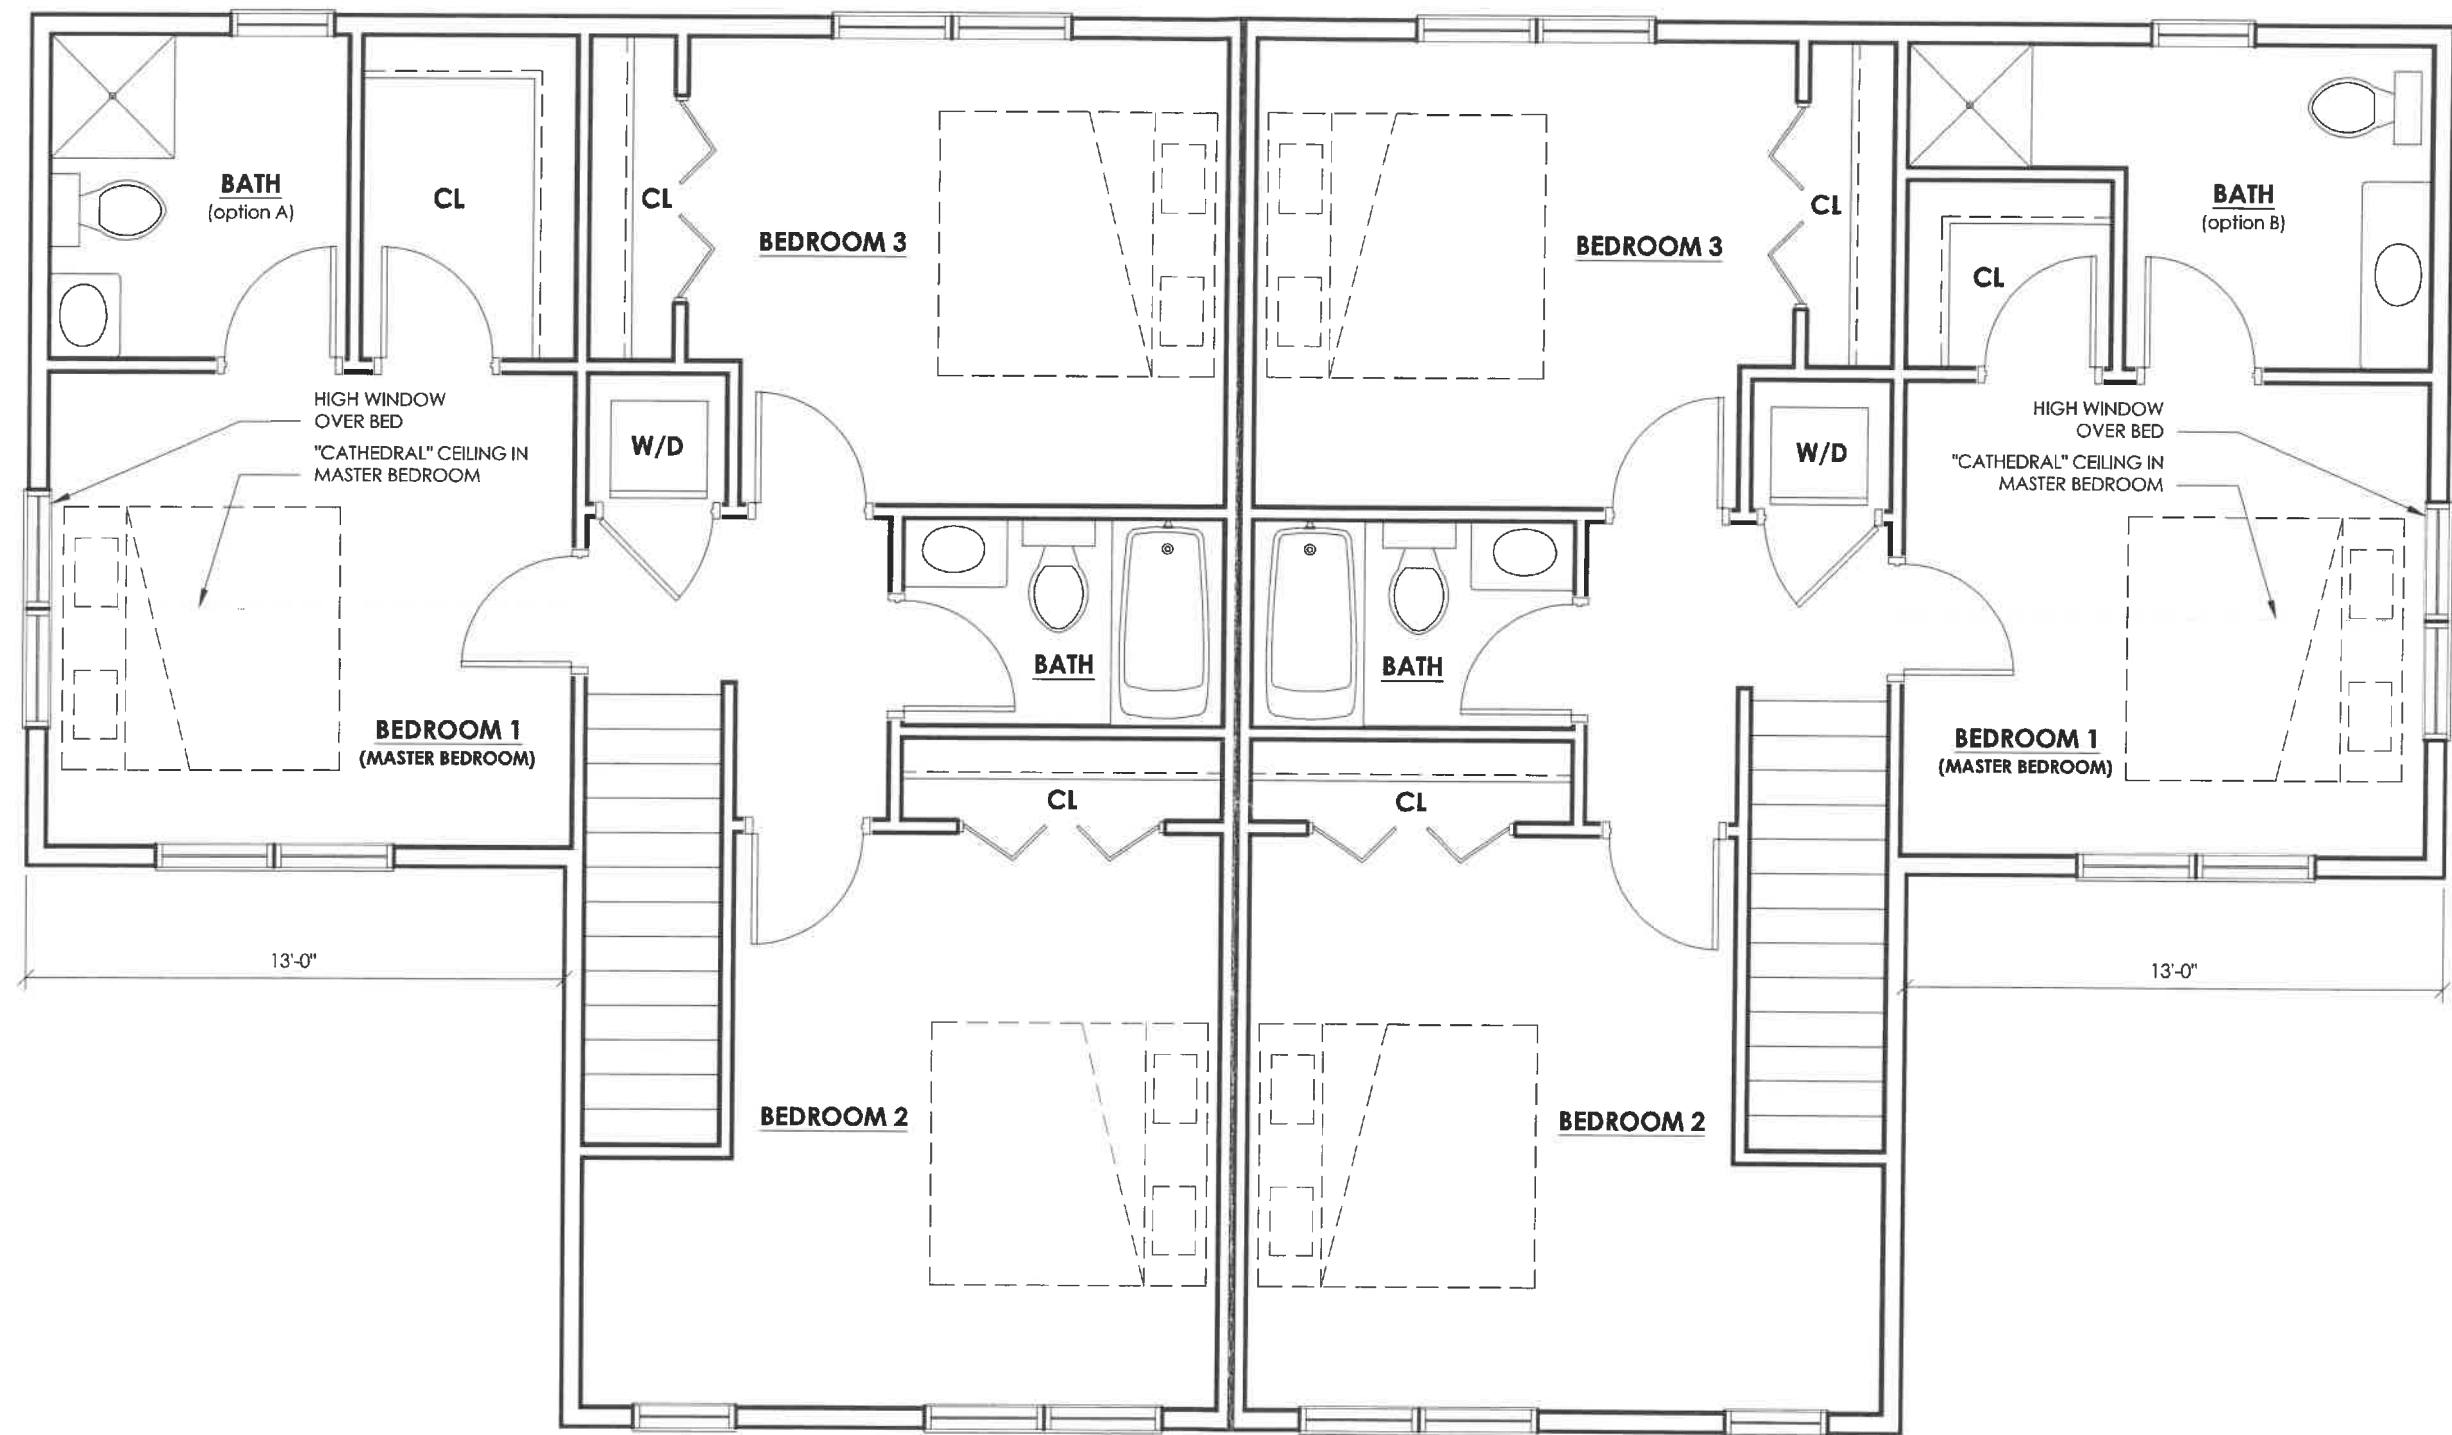 BATH
(option A)
CL
CL
BEDROOM 3
BEDROOM 3
CL
BATH
(option B)
CL
HIGH WINDOW
OVER BED
"CATHEDRAL" CEILING IN
MASTER BEDROOM
W/D
W/D
HIGH WINDOW
OVER BED
"CATHEDRAL" CEILING IN
MASTER BEDROOM
BATH
BATH
BEDROOM 1
(MASTER BEDROOM)
CL
CL
BEDROOM 1
(MASTER BEDROOM)
13'-0"
13'-0"
BEDROOM 2
BEDROOM 2